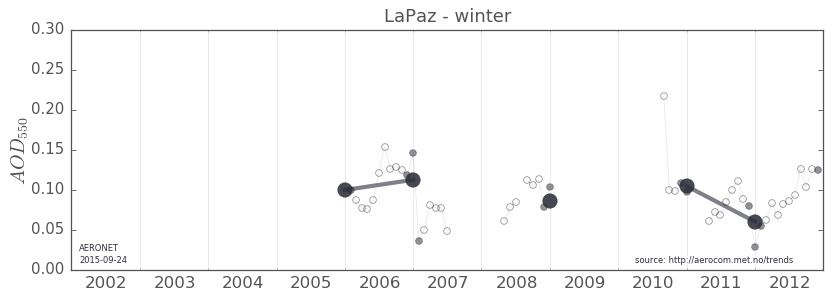 LaPaz - winter
0.30
0.25
0.20
0.15
0.10
0.05
0.00
AOD550
AERONET
2015-09-24
source: http://aerocom.met.no/trends
2002 2003 2004 2005 2006 2007 2008 2009 2010 2011 2012